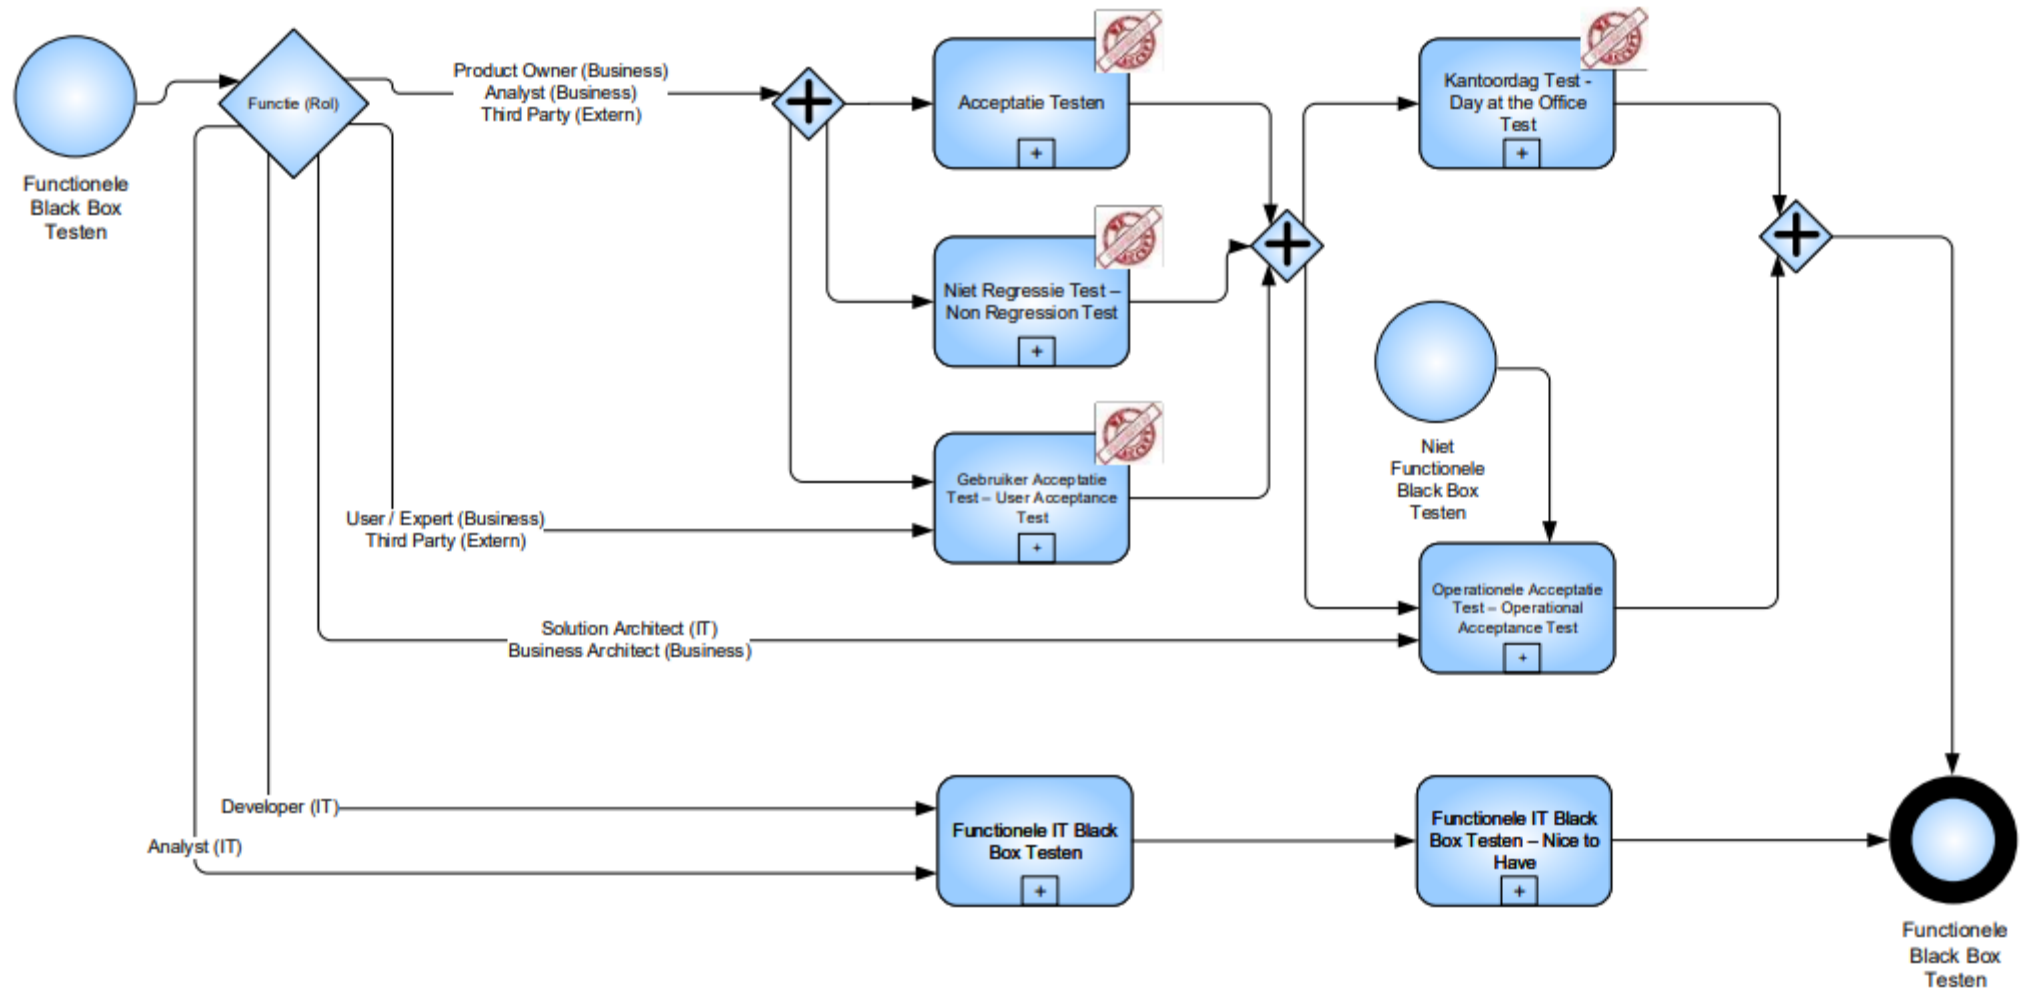 Functionele
Black Box
Testen
Functie (Rol)
Product Owner (Business)
Analyst (Business)
Third Party (Extern)
Acceptatie Testen
+
Niet Regressie Test –
Non Regression Test
+
Gebruiker Acceptatie
Test – User Acceptance
Test
+
User / Expert (Business)
Third Party (Extern)
Solution Architect (IT)
Business Architect (Business)
Developer (IT)
Analyst (IT)
Kantoordag Test -
Day at the Office
Test
+
Niet
Functionele
Black Box
Testen
Operationele Acceptatie
Test – Operational
Acceptance Test
+
Functionele IT Black
Box Testen
+
Functionele IT Black
Box Testen – Nice to
Have
+
Functionele
Black Box
Testen